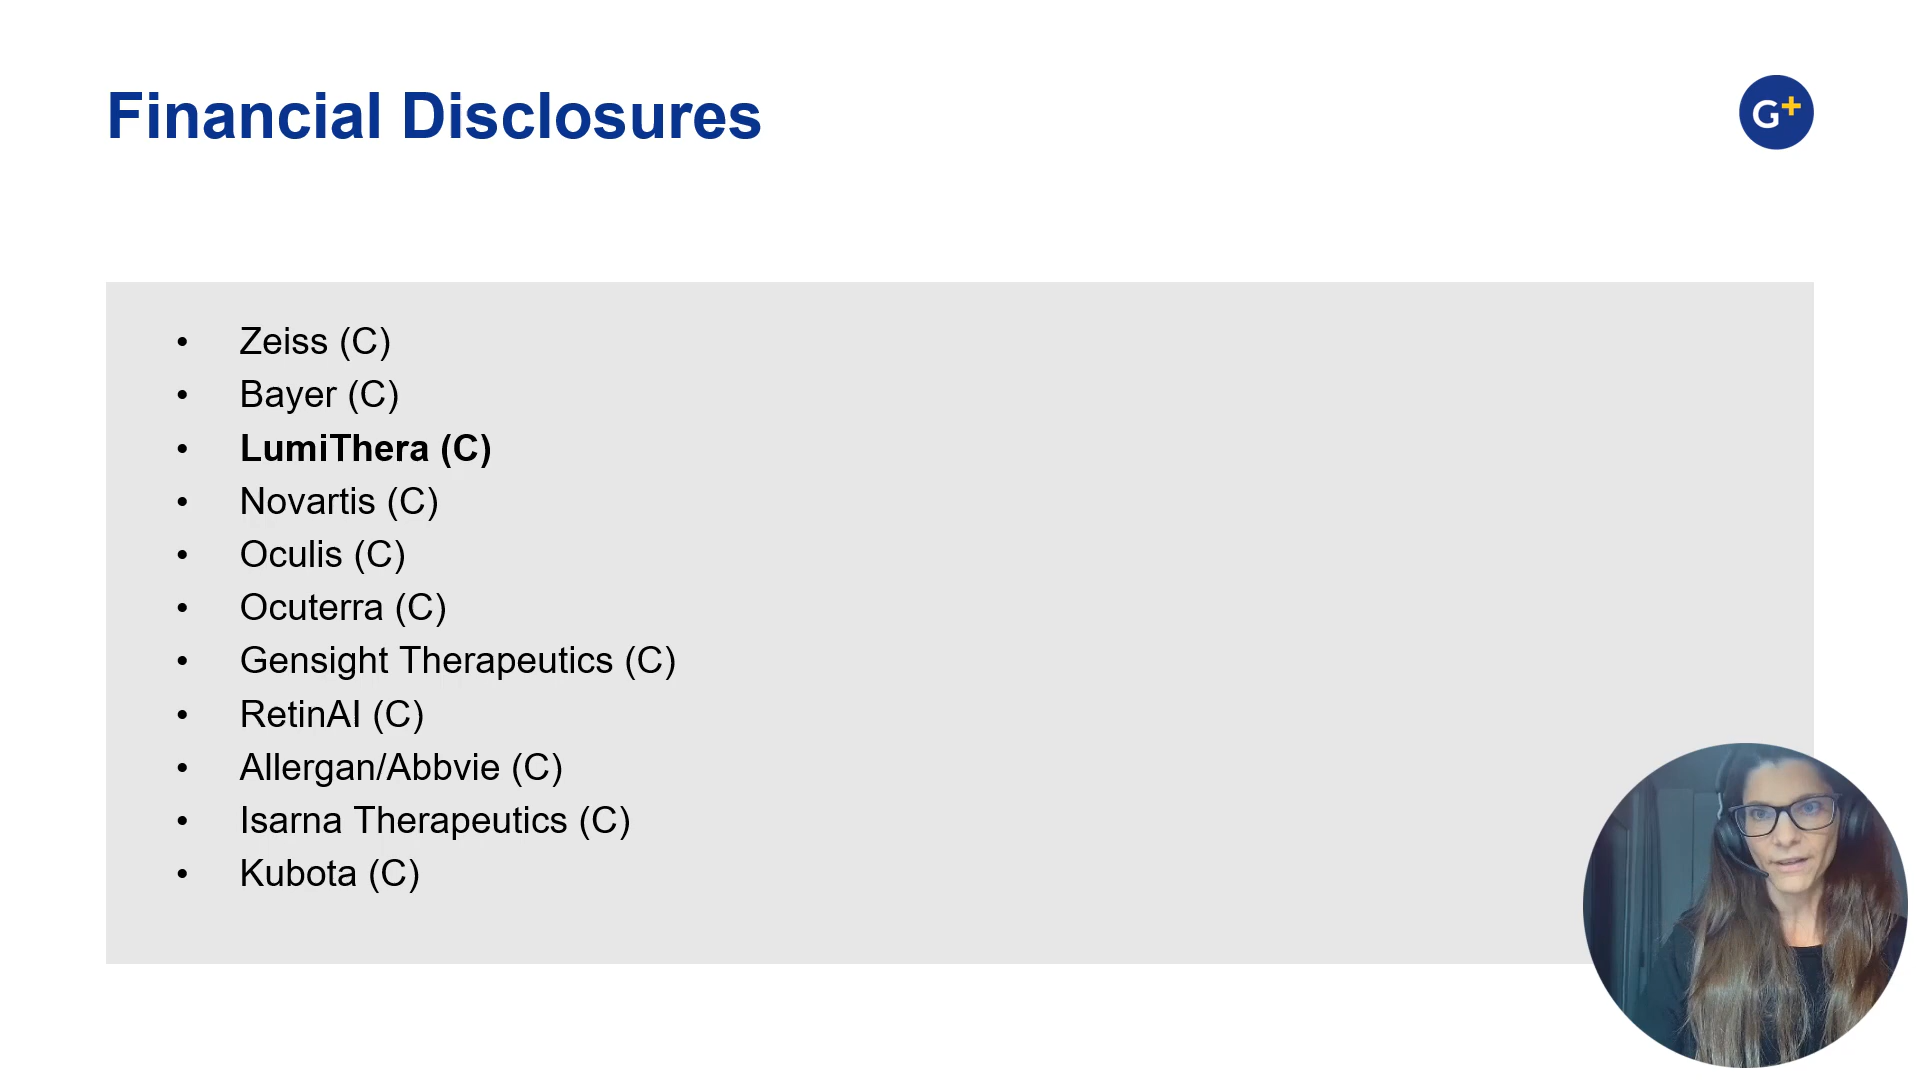 Financial Disclosures
G+
• Zeiss (C)
• Bayer (C)
• LumiThera (C)
• Novartis (C)
• Oculis (C)
• Ocuterra (C)
• Gensight Therapeutics (C)
• RetinAI (C)
• Allergan/Abbvie (C)
• Isarna Therapeutics (C)
• Kubota (C)